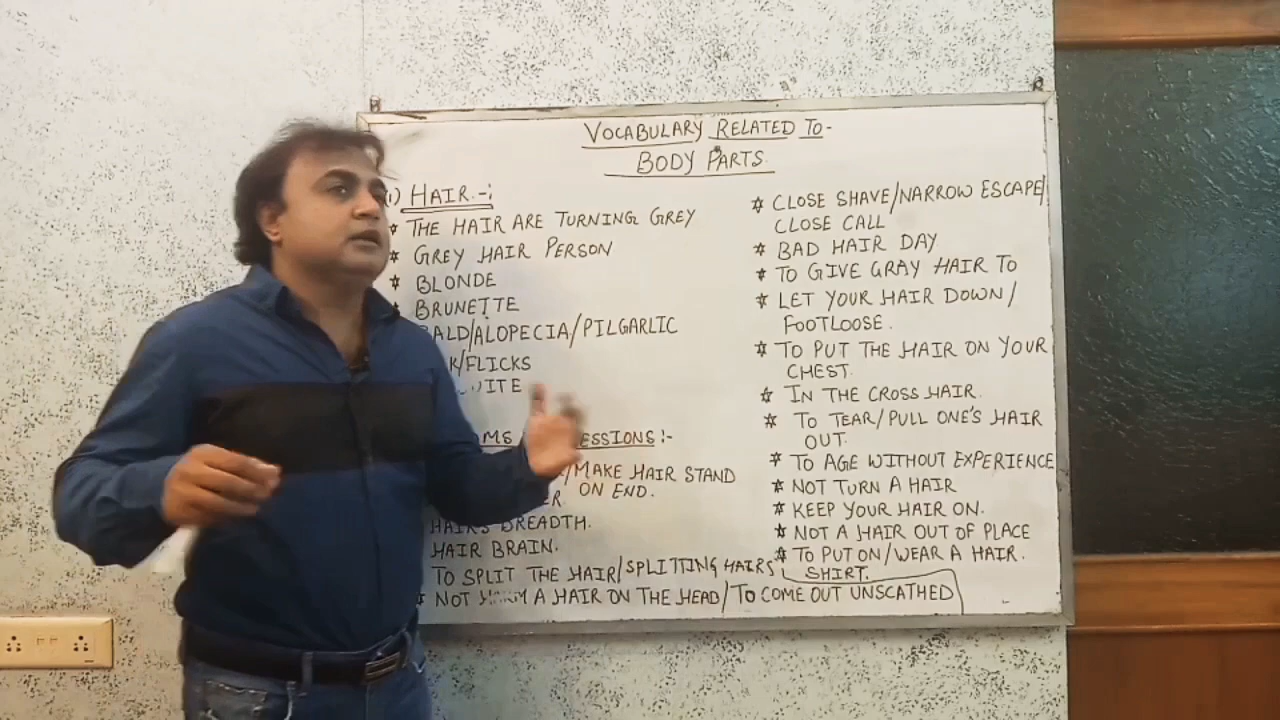 VOCABULARY RELATED TO-
BODY PARTS.
1) HAIR.-:
* THE HAIR ARE TURNING GREY
* GREY HAIR PERSON
* BLONDE
* BRUNETTE
BALD/ALOPECIA/PILGARLIC
/FLICKS
:-
/MAKE HAIR STAND
ON END.
HAIR'S BREADTH.
HAIR BRAIN.
TO SPLIT THE HAIR/SPLITTING HAIRS
* NOT HARM A HAIR ON THE HEAD/TO COME OUT UNSCATHED
* CLOSE SHAVE/NARROW ESCAPE/
CLOSE CALL
* BAD HAIR DAY
* TO GIVE GRAY HAIR TO
* LET YOUR HAIR DOWN/
FOOTLOOSE.
* TO PUT THE HAIR ON YOUR
CHEST.
* IN THE CROSS HAIR.
* TO TEAR/PULL ONE'S HAIR
OUT.
* TO AGE WITHOUT EXPERIENCE
* NOT TURN A HAIR
* KEEP YOUR HAIR ON.
* NOT A HAIR OUT OF PLACE
* TO PUT ON/WEAR A HAIR.
SHIRT.